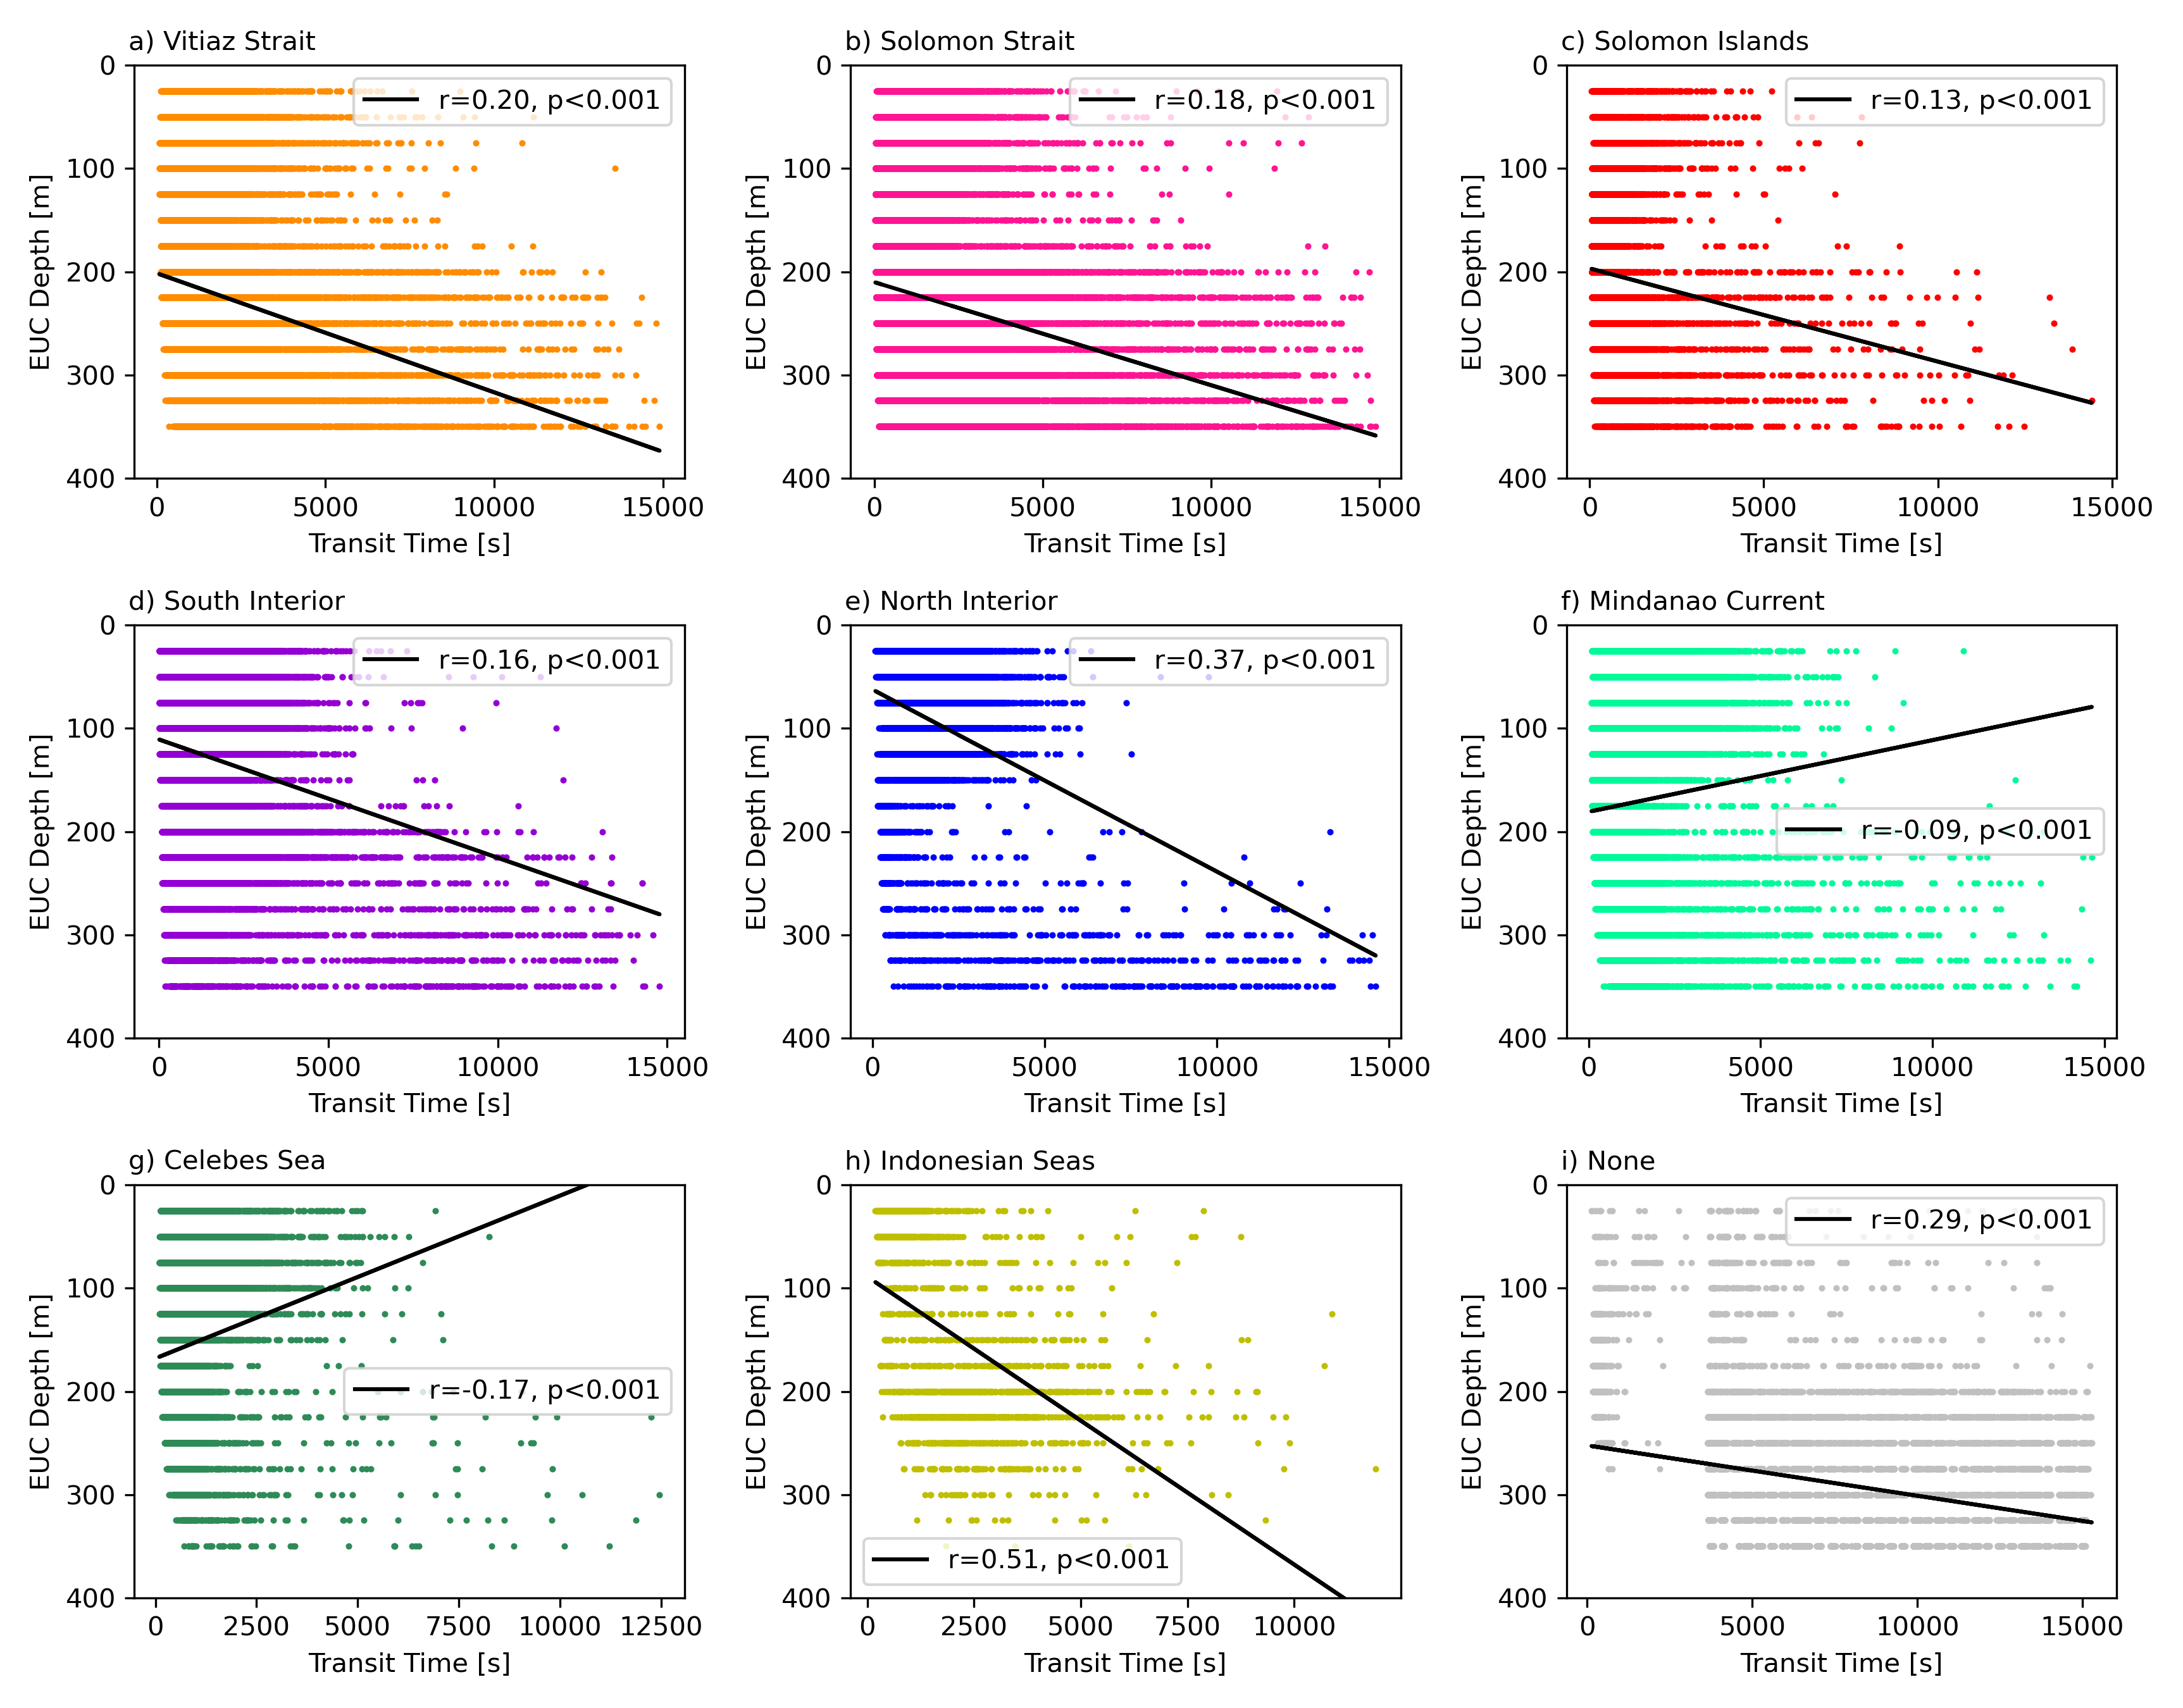 a) Vitiaz Strait
0
100
200
300
400
EUC Depth [m]
r=0.20, p<0.001
0 5000 10000 15000
Transit Time [s]
b) Solomon Strait
0
100
200
300
400
EUC Depth [m]
r=0.18, p<0.001
0 5000 10000 15000
Transit Time [s]
c) Solomon Islands
0
100
200
300
400
EUC Depth [m]
r=0.13, p<0.001
0 5000 10000 15000
Transit Time [s]
d) South Interior
0
100
200
300
400
EUC Depth [m]
r=0.16, p<0.001
0 5000 10000 15000
Transit Time [s]
e) North Interior
0
100
200
300
400
EUC Depth [m]
r=0.37, p<0.001
0 5000 10000 15000
Transit Time [s]
f) Mindanao Current
0
100
200
300
400
EUC Depth [m]
r=-0.09, p<0.001
0 5000 10000 15000
Transit Time [s]
g) Celebes Sea
0
100
200
300
400
EUC Depth [m]
r=-0.17, p<0.001
0 2500 5000 7500 10000 12500
Transit Time [s]
h) Indonesian Seas
0
100
200
300
400
EUC Depth [m]
r=0.51, p<0.001
0 2500 5000 7500 10000
Transit Time [s]
i) None
0
100
200
300
400
EUC Depth [m]
r=0.29, p<0.001
0 5000 10000 15000
Transit Time [s]